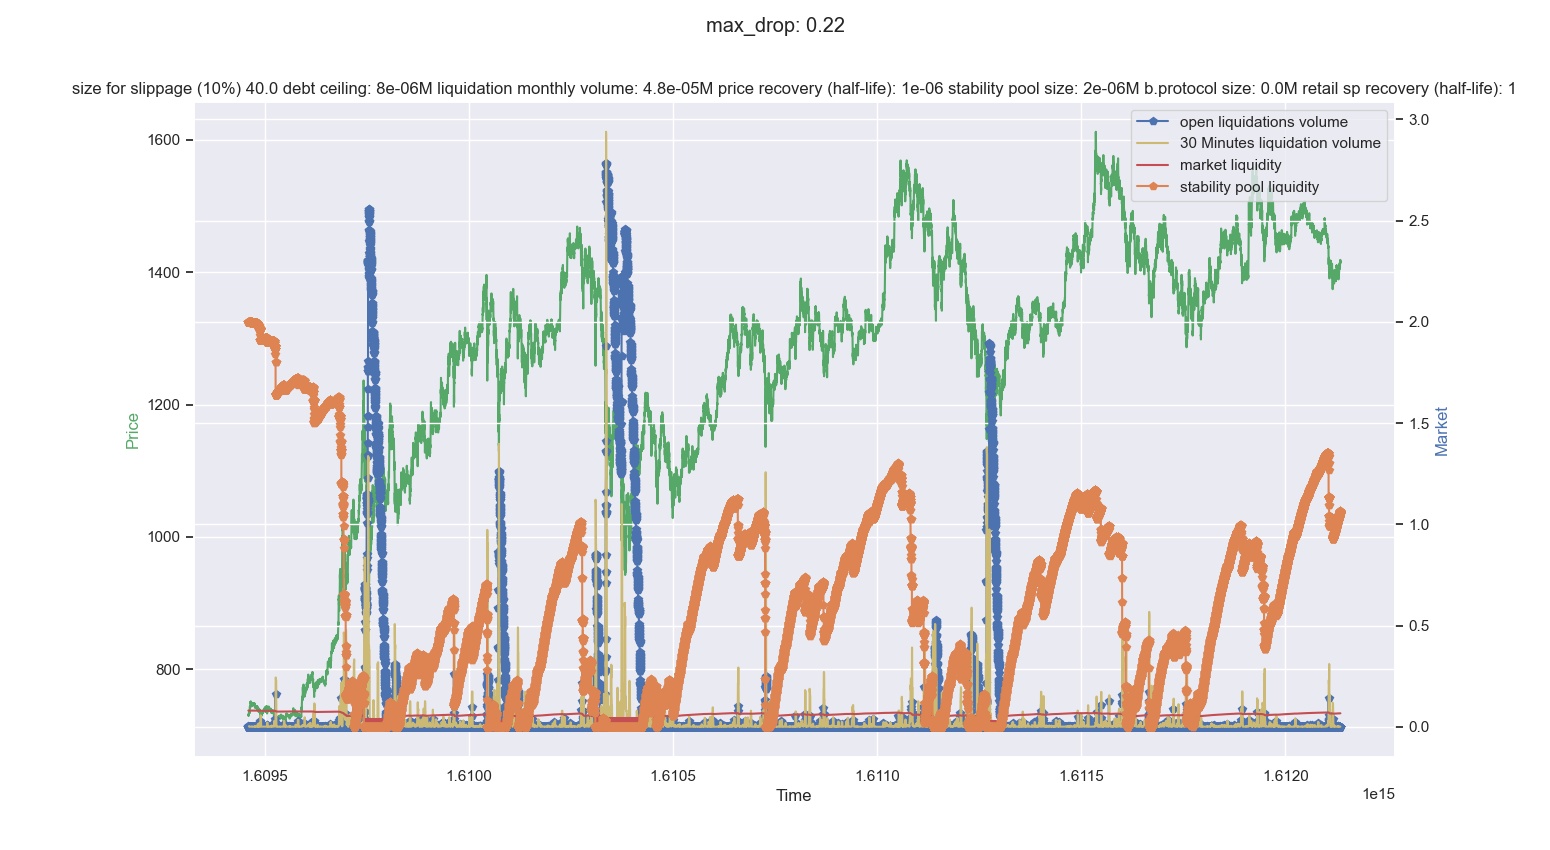 max_drop: 0.22
size for slippage (10%) 40.0 debt ceiling: 8e-06M liquidation monthly volume: 4.8e-05M price recovery (half-life): 1e-06 stability pool size: 2e-06M b.protocol size: 0.0M retail sp recovery (half-life): 1
open liquidations volume
30 Minutes liquidation volume
market liquidity
stability pool liquidity
1600
1400
1200
1000
800
Price
3.0
2.5
2.0
1.5
1.0
0.5
0.0
Market
1.6095 1.6100 1.6105 1.6110 1.6115 1.6120
Time
1e15